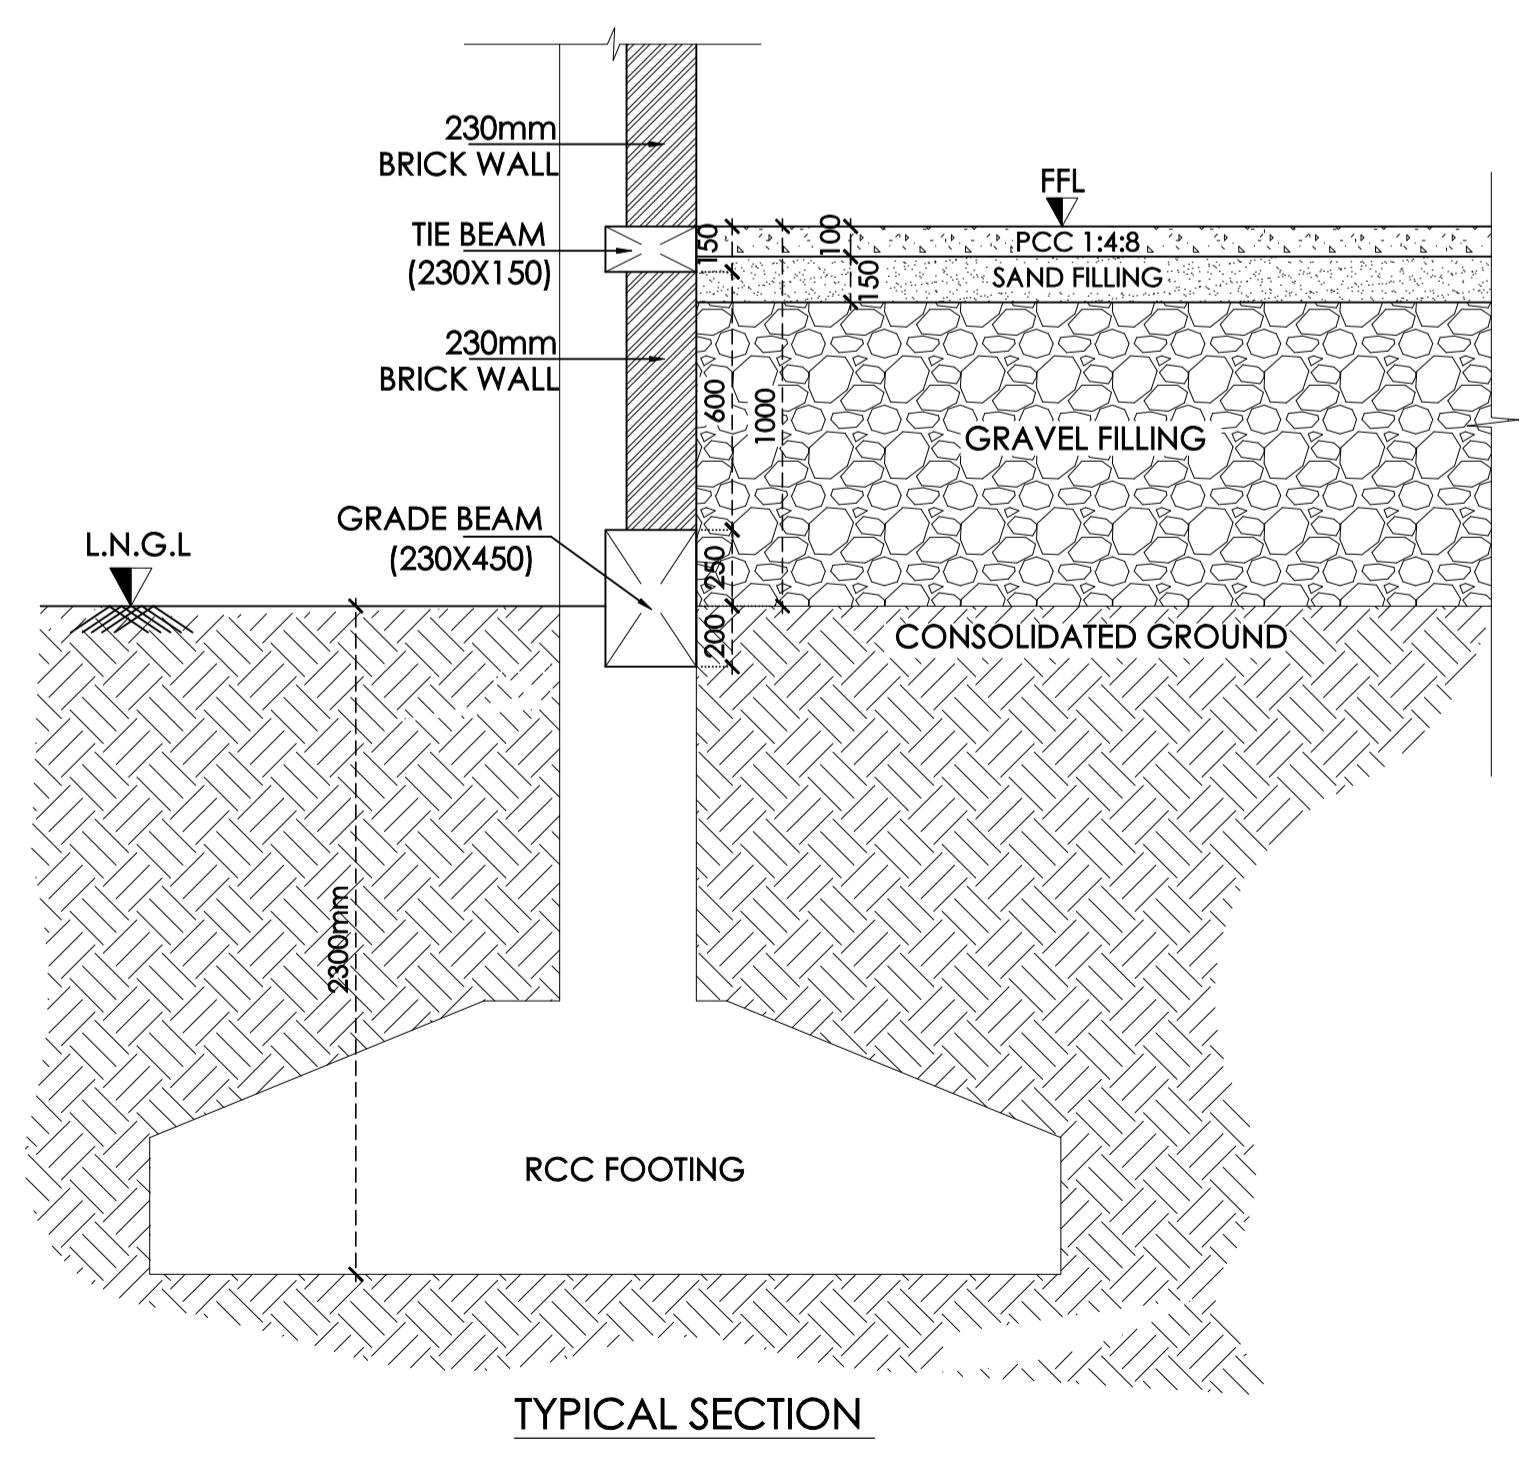 230mm
BRICK WALL
FFL
TIE BEAM
(230X150)
150
100
PCC 1:4:8
150
SAND FILLING
230mm
BRICK WALL
600
1000
GRAVEL FILLING
GRADE BEAM
(230X450)
L.N.G.L
250
200
CONSOLIDATED GROUND
2300mm
RCC FOOTING
TYPICAL SECTION